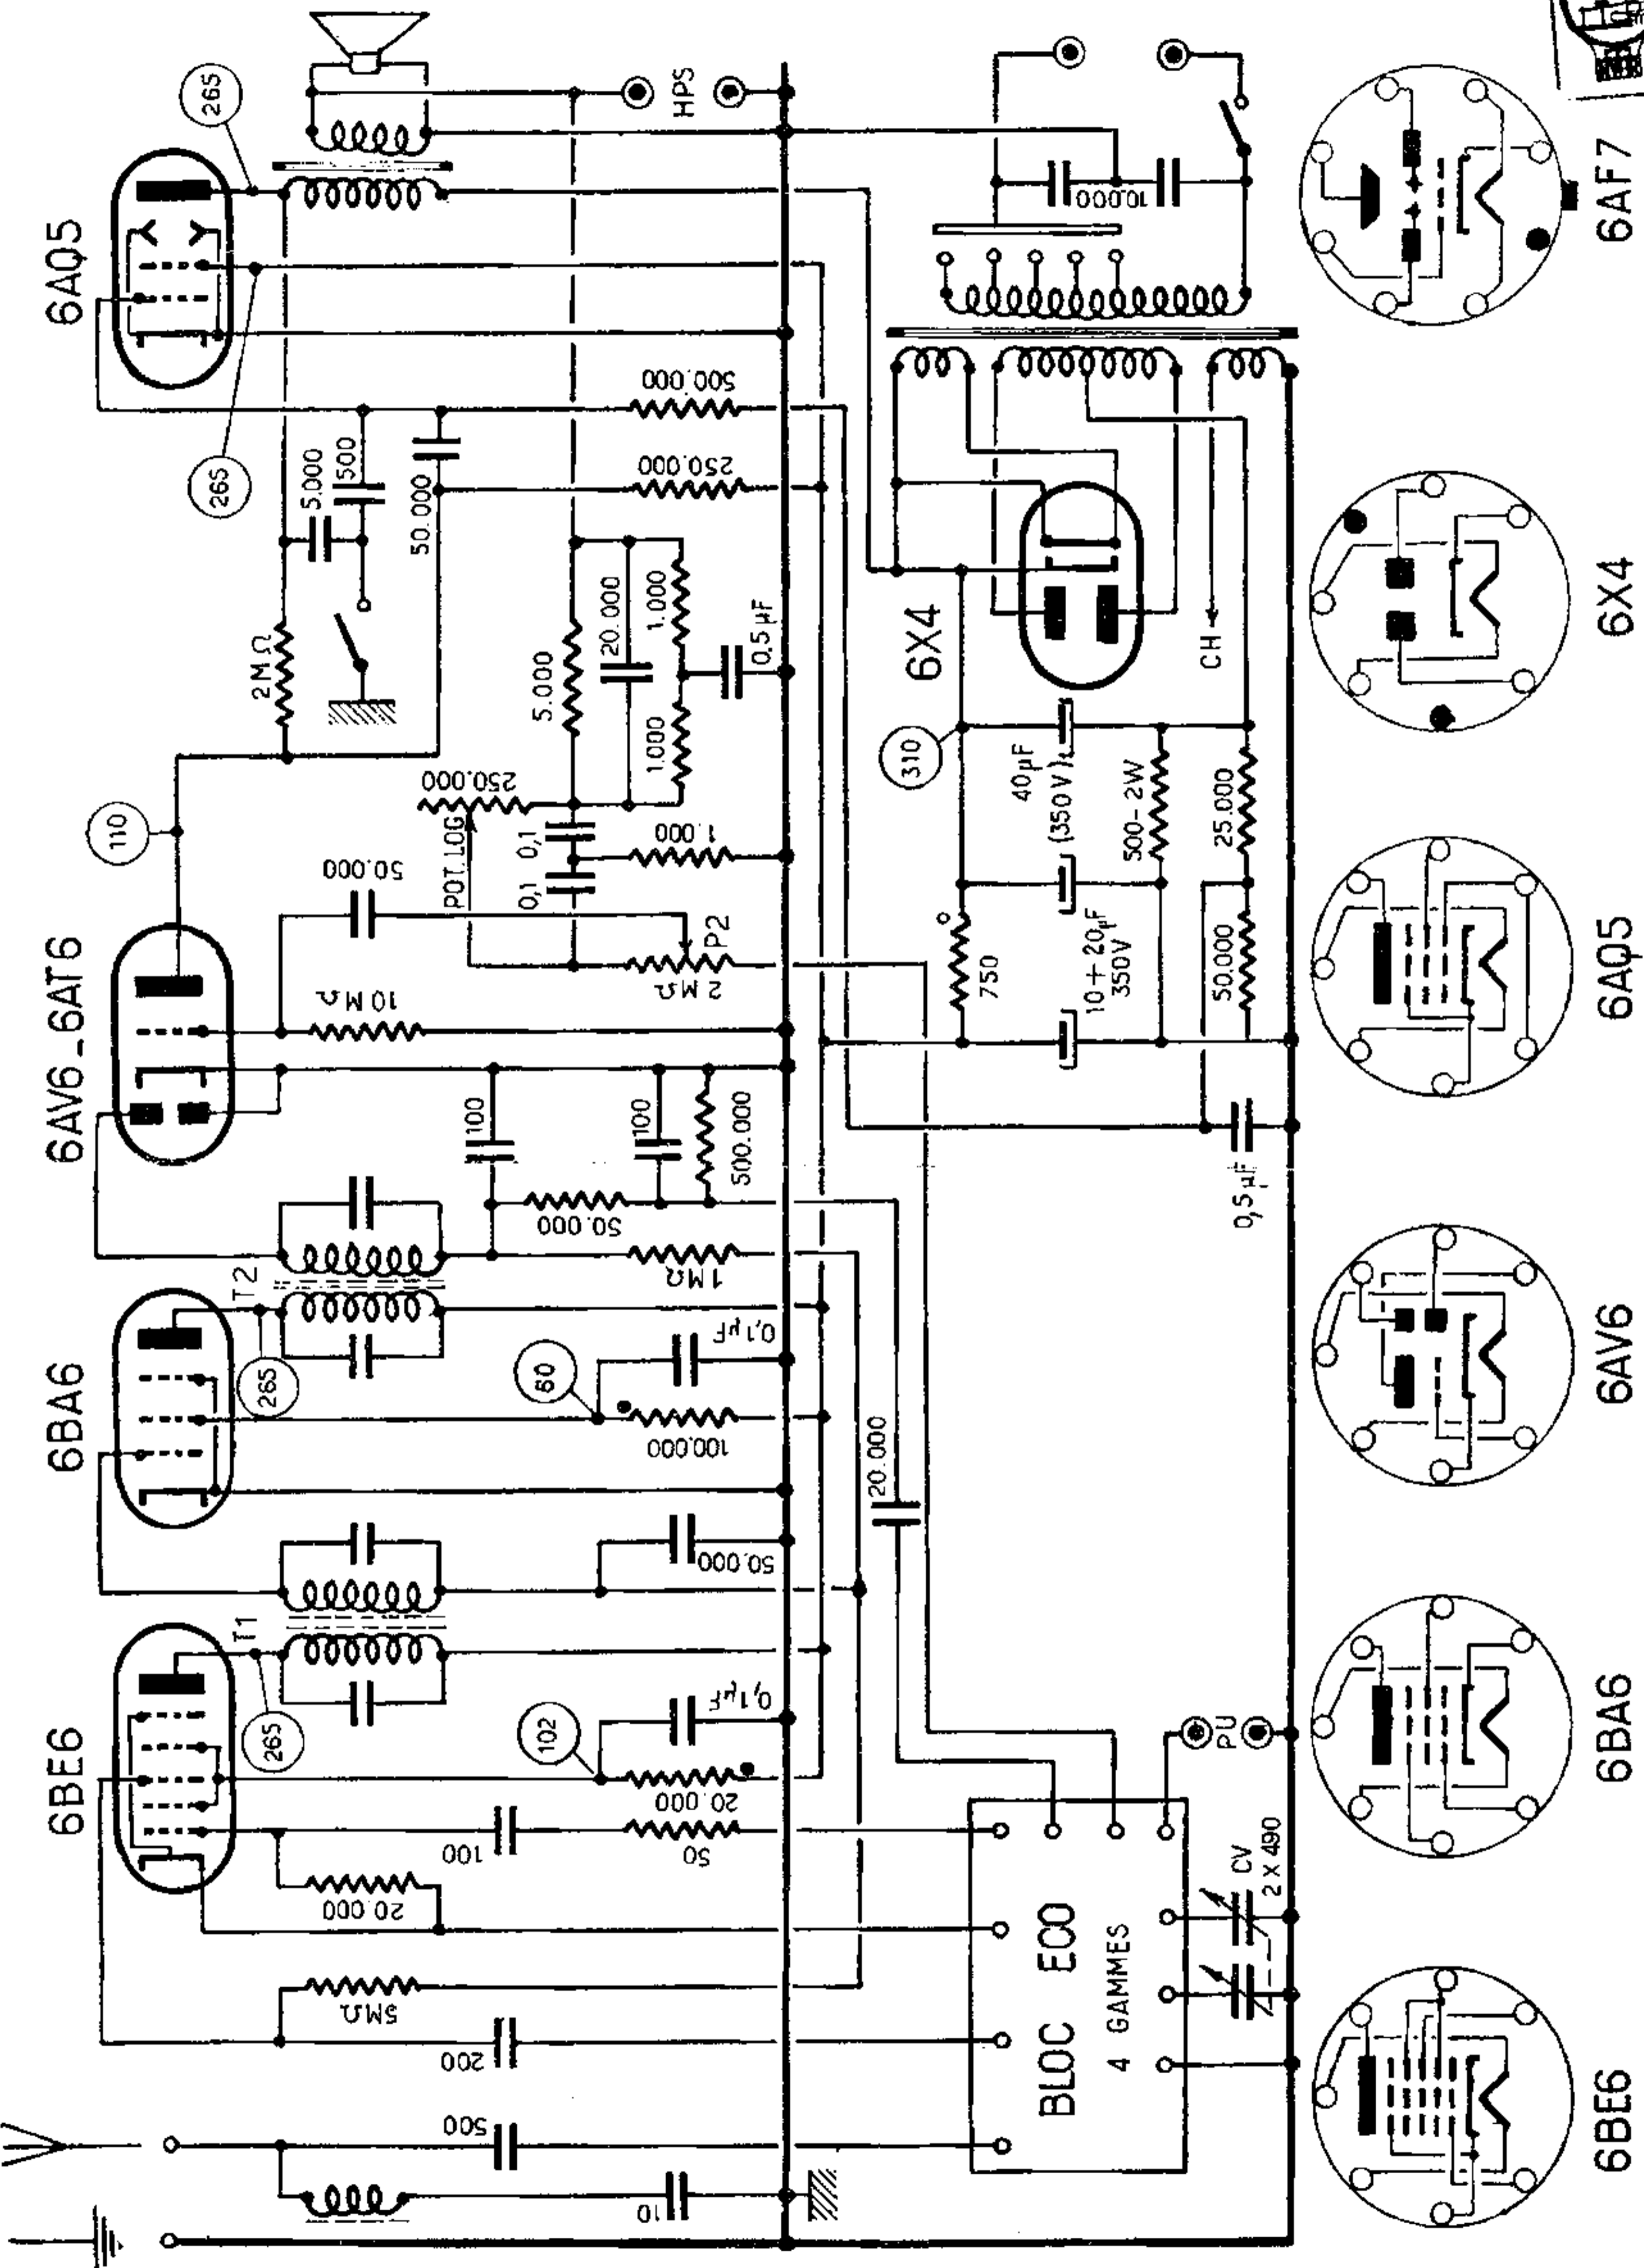 6BE6
6BA6
6AV6_6AT6
6AQ5
T1
T2
265
265
265
265
102
60
110
310
500
10
200
5MΩ
20.000
100
50
20.000
0,1µF
50.000
100.000
0,1µF
1MΩ
50.000
100
100
500.000
10MΩ
50.000
2MΩ
P2
POT.LOG
250.000
0,1
0,1
1.000
2MΩ
5.000
500
50.000
5.000
20.000
1.000
1.000
0,5µF
250.000
500.000
HPS
20.000
BLOC ECO
4 GAMMES
CV
2 X 490
PU
6X4
CH
40µF
(350V)
10+20µF
350V
750
500-2W
25.000
50.000
0,5µF
10.000
6BE6
6BA6
6AV6
6AQ5
6X4
6AF7